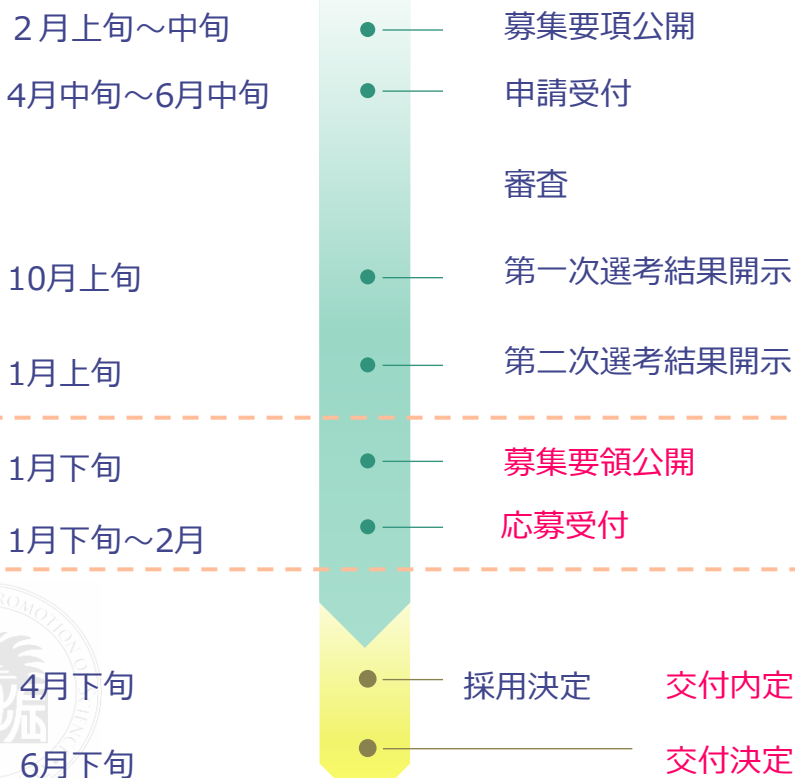 ２月上旬～中旬 募集要項公開
4月中旬～6月中旬 申請受付
審査
10月上旬 第一次選考結果開示
1月上旬 第二次選考結果開示
1月下旬 募集要領公開
1月下旬～2月 応募受付
4月下旬 採用決定 交付内定
6月下旬 交付決定